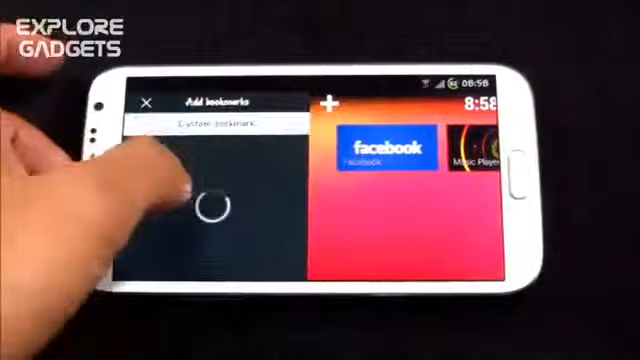 EXPLORE
GADGETS
08:58
Add bookmarks
8:58
Custom bookmark
facebook
Facebook
Music Player